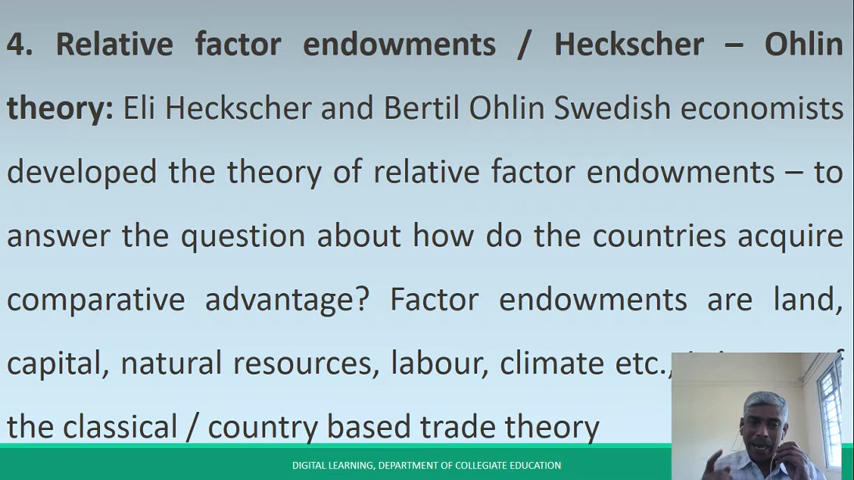 4. Relative factor endowments / Heckscher – Ohlin
theory: Eli Heckscher and Bertil Ohlin Swedish economists
developed the theory of relative factor endowments – to
answer the question about how do the countries acquire
comparative advantage? Factor endowments are land,
capital, natural resources, labour, climate etc.,
the classical / country based trade theory
DIGITAL LEARNING, DEPARTMENT OF COLLEGIATE EDUCATION